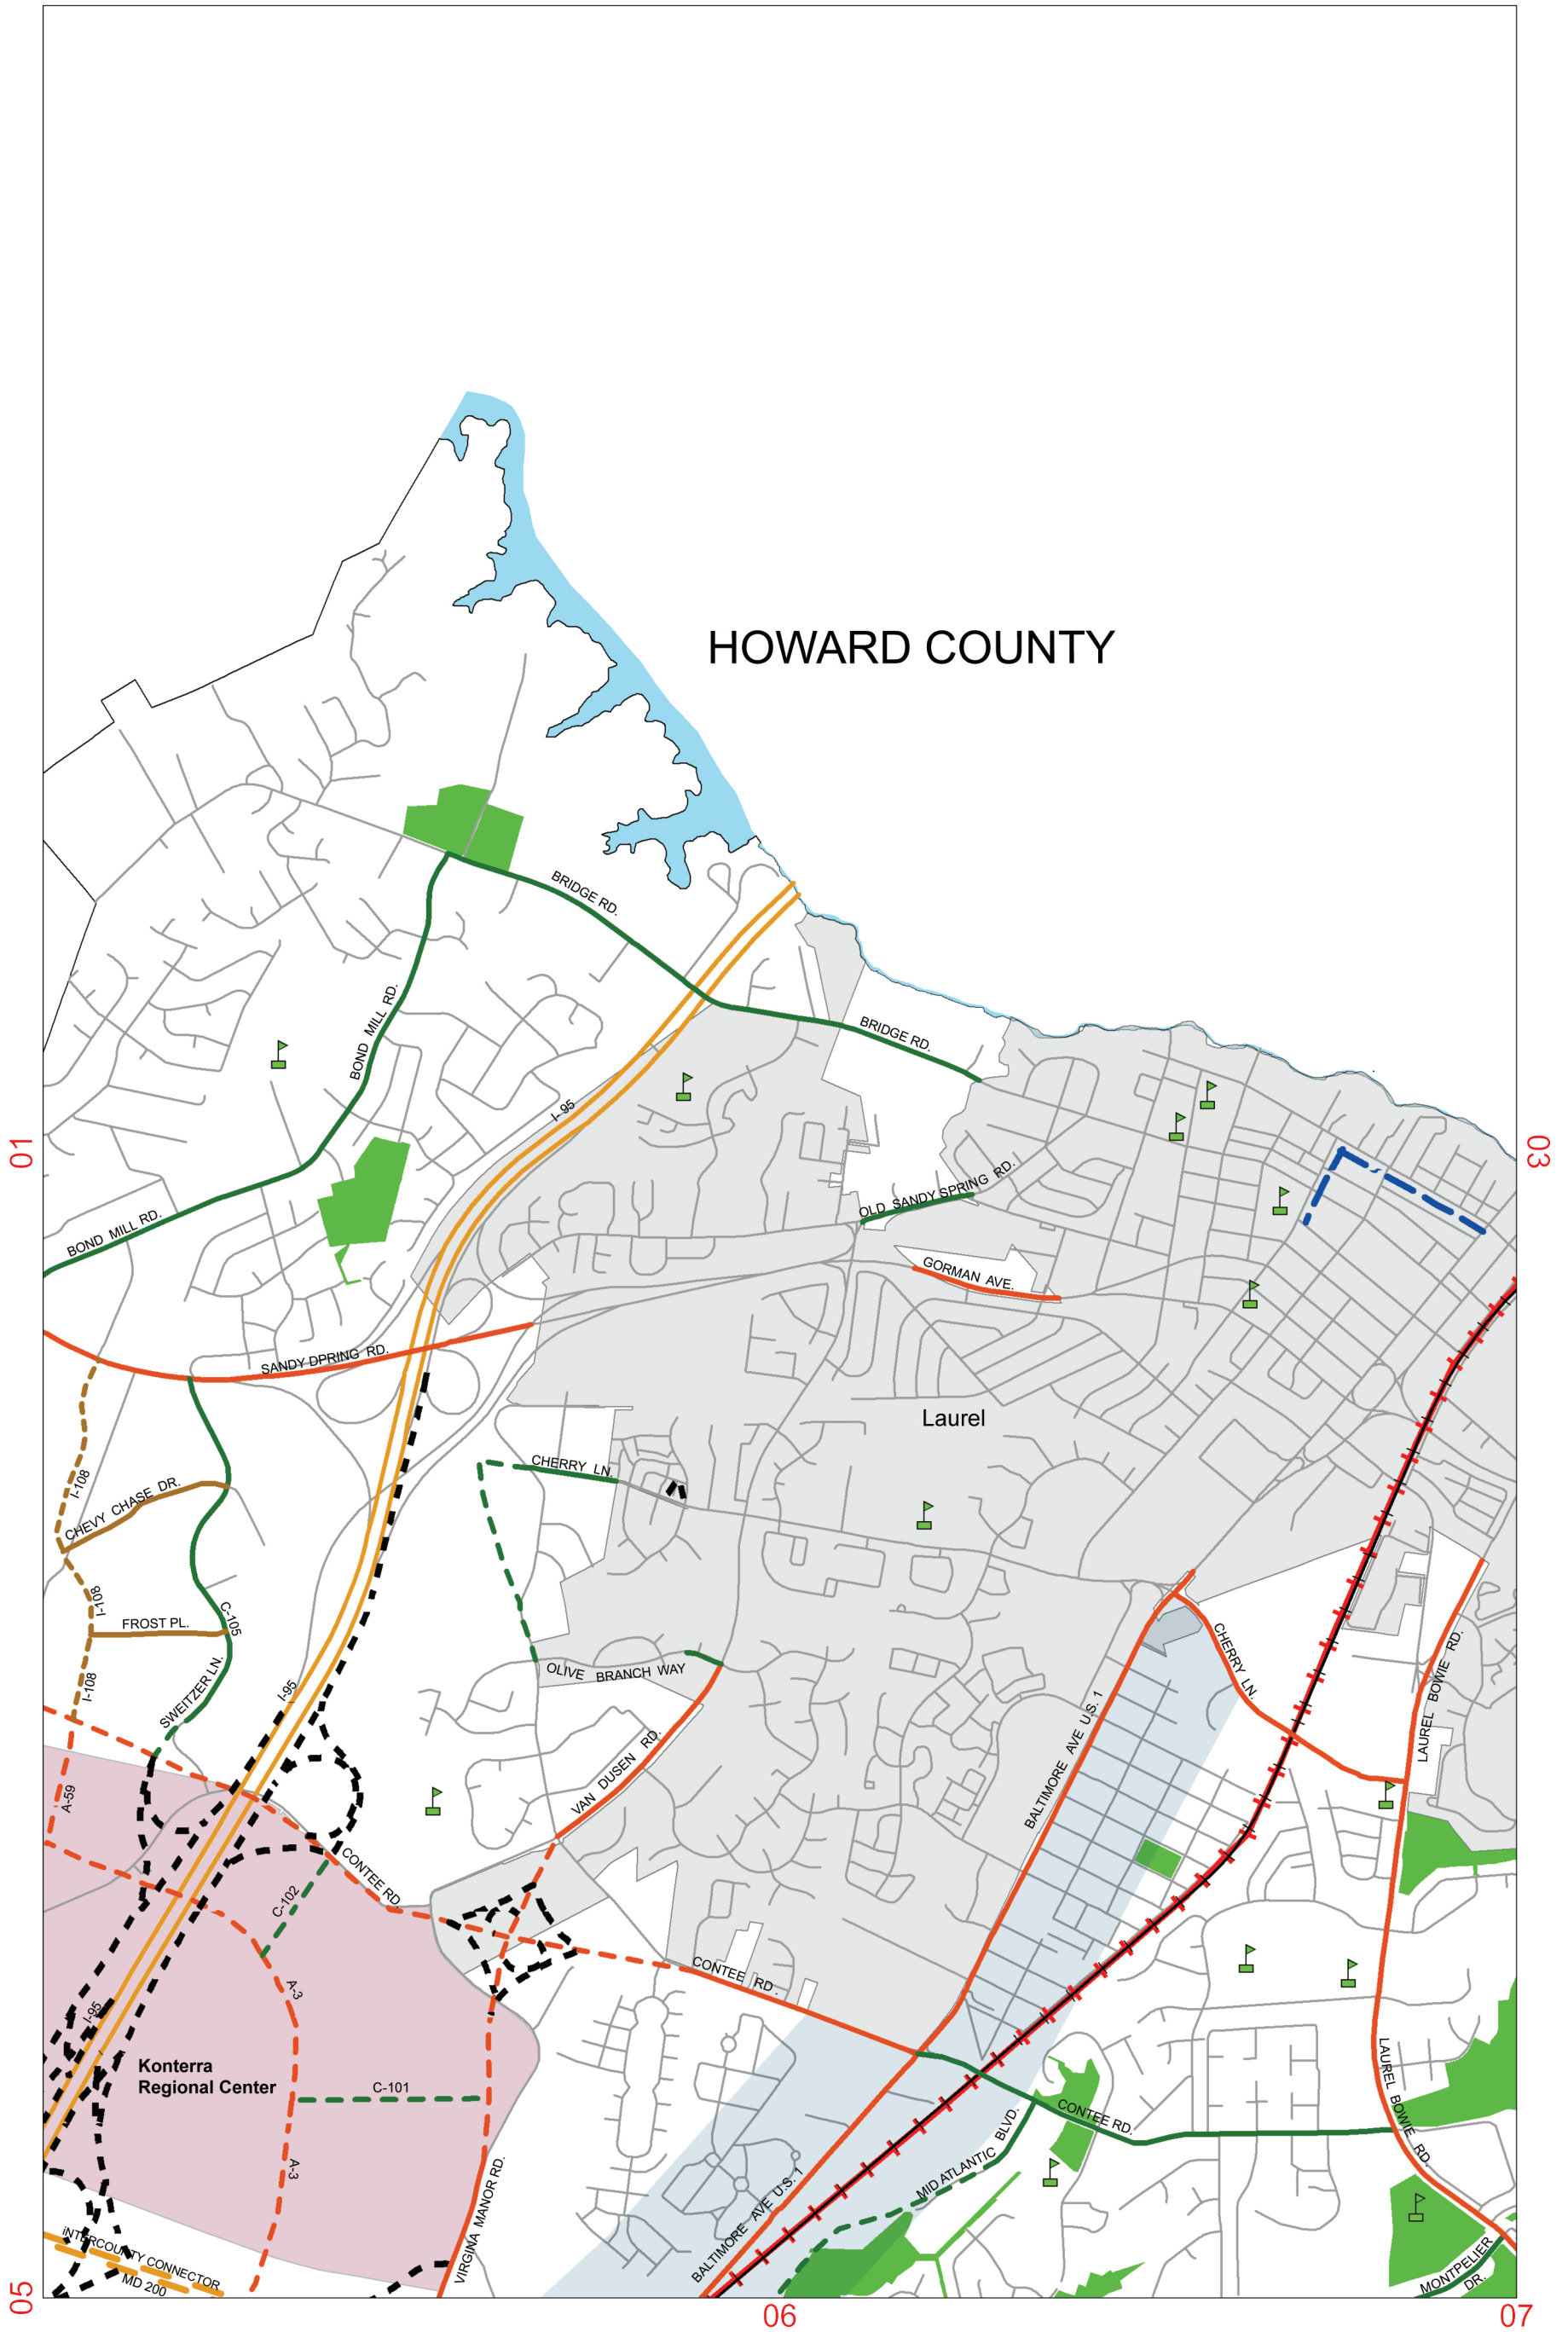 HOWARD COUNTY
BRIDGE RD.
BOND MILL RD.
BRIDGE RD.
I-95
01
03
OLD SANDY SPRING RD.
BOND MILL RD.
GORMAN AVE.
SANDY DPRING RD.
Laurel
CHERRY LN.
I-108
CHEVY CHASE DR.
I-108
FROST PL.
C-105
CHERRY LN.
LAUREL BOWIE RD.
OLIVE BRANCH WAY
I-108
SWEITZER LN.
I-95
BALTIMORE AVE U.S. 1
VAN DUSEN RD.
A-59
CONTEE RD.
C-102
CONTEE RD.
A-3
I-95
Konterra
Regional Center
C-101
CONTEE RD.
LAUREL BOWIE RD.
MID ATLANTIC BLVD.
A-3
VIRGINA MANOR RD.
BALTIMORE AVE U.S. 1
iNTERCOUNTY CONNECTOR
MD 200
MONTPELIER
DR.
05
06
07